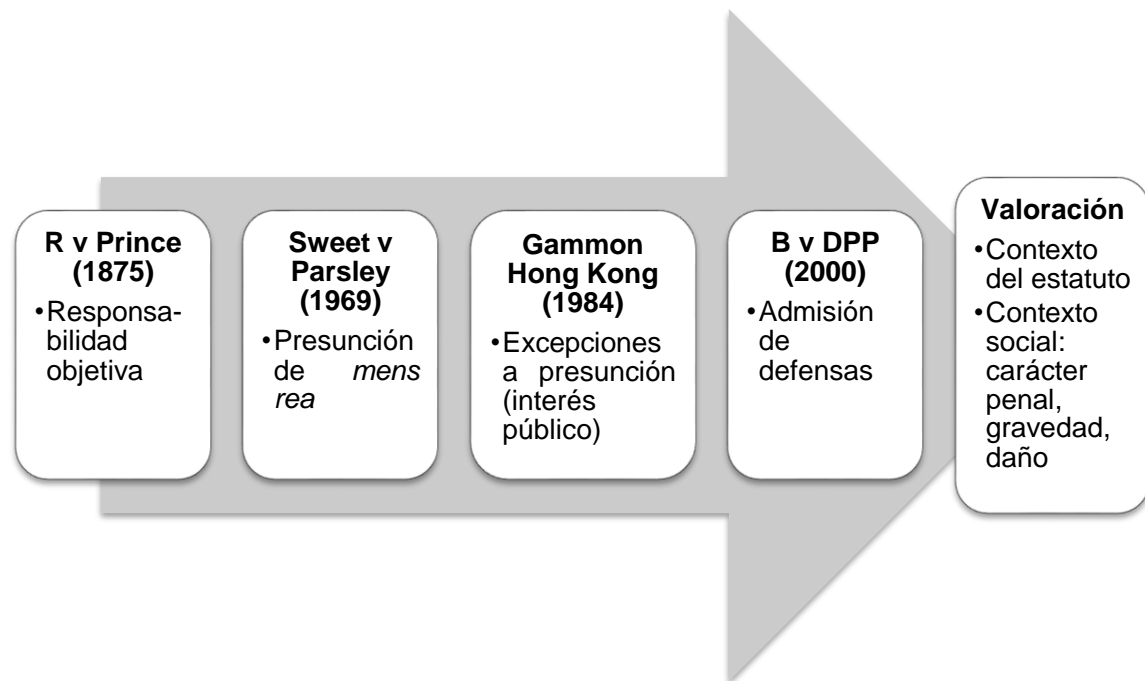 R v Prince
(1875)
•Responsa-
bilidad
objetiva
Sweet v
Parsley
(1969)
•Presunción
de mens
rea
Gammon
Hong Kong
(1984)
•Excepciones
a presunción
(interés
público)
B v DPP
(2000)
•Admisión
de
defensas
Valoración
•Contexto
del estatuto
•Contexto
social:
carácter
penal,
gravedad,
daño